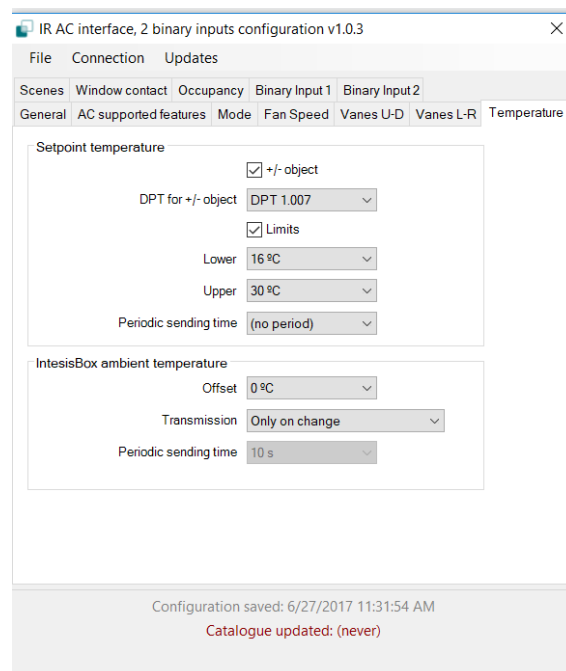 IR AC interface, 2 binary inputs configuration v1.0.3
File Connection Updates
Scenes Window contact Occupancy Binary Input 1 Binary Input 2
General AC supported features Mode Fan Speed Vanes U-D Vanes L-R Temperature
Setpoint temperature
+/- object
DPT for +/- object DPT 1.007
Limits
Lower 16 ºC
Upper 30 ºC
Periodic sending time (no period)
IntesisBox ambient temperature
Offset 0 ºC
Transmission Only on change
Periodic sending time 10 s
Configuration saved: 6/27/2017 11:31:54 AM
Catalogue updated: (never)